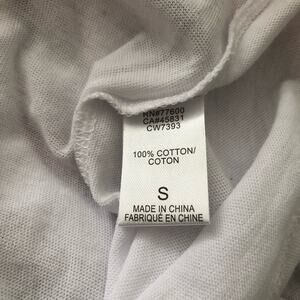 RN#77600
CA#45831
CW7393
100% COTTON/
COTON
S
MADE IN CHINA
FABRIQUÉ EN CHINE